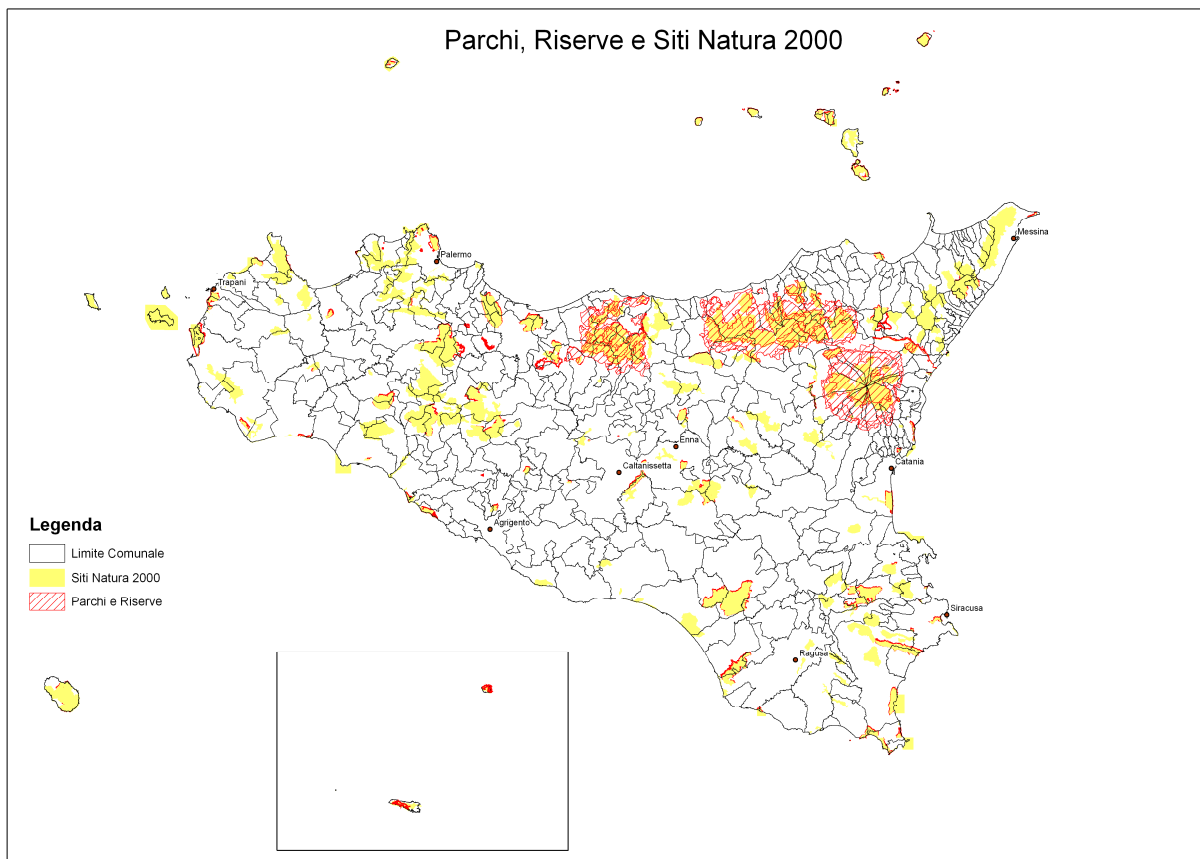 Parchi, Riserve e Siti Natura 2000
Messina
Palermo
Trapani
Enna
Caltanissetta
Catania
Agrigento
Siracusa
Ragusa
Legenda
Limite Comunale
Siti Natura 2000
Parchi e Riserve